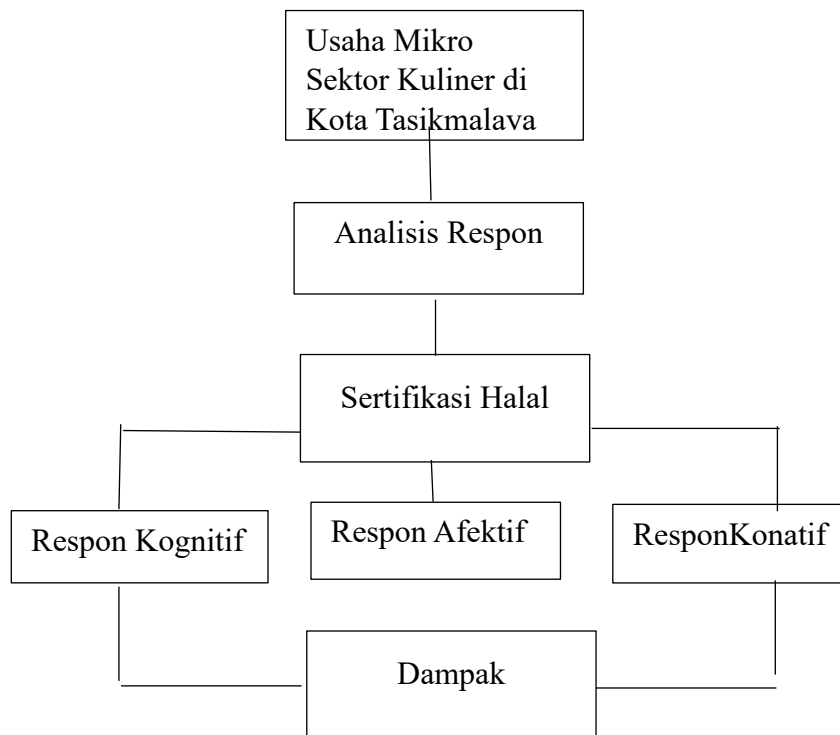 Usaha Mikro
Sektor Kuliner di
Kota Tasikmalaya
Analisis Respon
Sertifikasi Halal
Respon Kognitif
Respon Afektif
ResponKonatif
Dampak